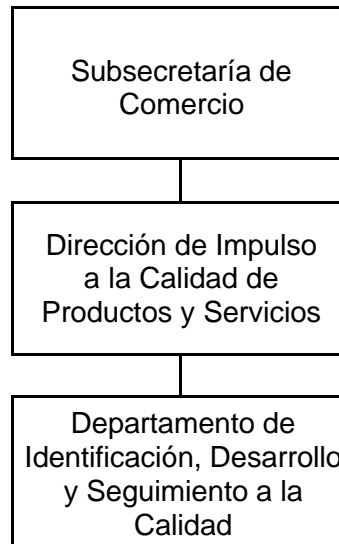 Subsecretaría de
Comercio
Dirección de Impulso
a la Calidad de
Productos y Servicios
Departamento de
Identificación, Desarrollo
y Seguimiento a la
Calidad